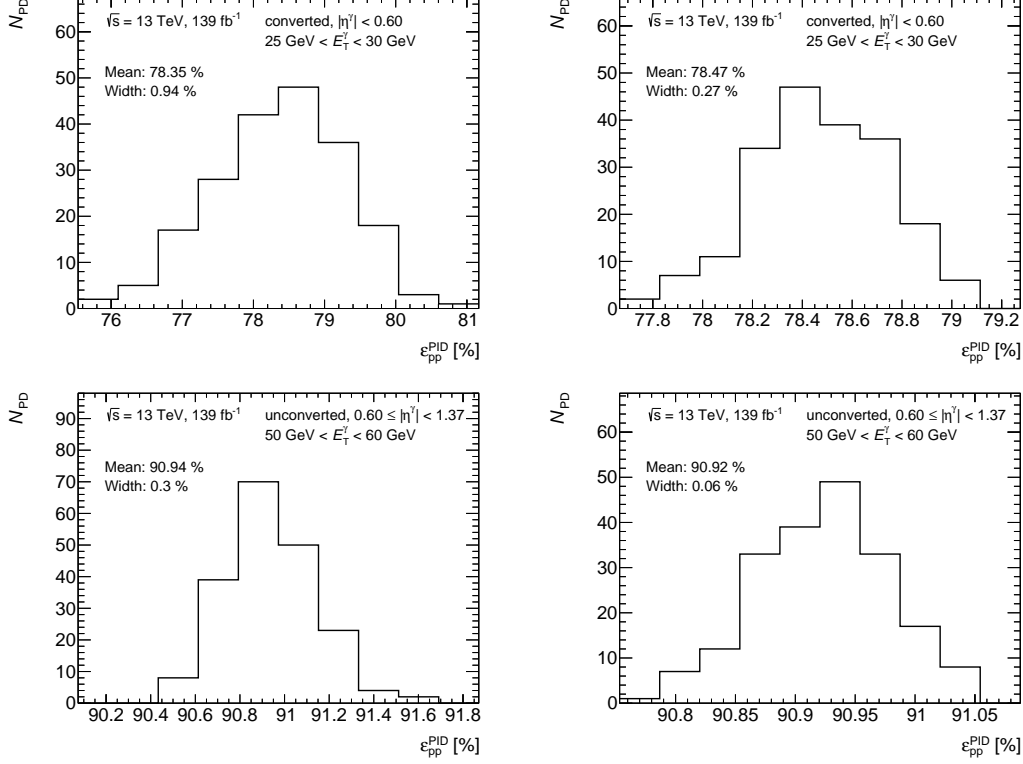 N_PD
√s = 13 TeV, 139 fb⁻¹
converted, |η^γ| < 0.60
25 GeV < E_T^γ < 30 GeV
Mean: 78.35 %
Width: 0.94 %
60
50
40
30
20
10
0
76 77 78 79 80 81
ε_pp^PID [%]
N_PD
√s = 13 TeV, 139 fb⁻¹
converted, |η^γ| < 0.60
25 GeV < E_T^γ < 30 GeV
Mean: 78.47 %
Width: 0.27 %
60
50
40
30
20
10
0
77.8 78 78.2 78.4 78.6 78.8 79 79.2
ε_pp^PID [%]
N_PD
√s = 13 TeV, 139 fb⁻¹
unconverted, 0.60 ≤ |η^γ| < 1.37
50 GeV < E_T^γ < 60 GeV
Mean: 90.94 %
Width: 0.3 %
90
80
70
60
50
40
30
20
10
0
90.2 90.4 90.6 90.8 91 91.2 91.4 91.6 91.8
ε_pp^PID [%]
N_PD
√s = 13 TeV, 139 fb⁻¹
unconverted, 0.60 ≤ |η^γ| < 1.37
50 GeV < E_T^γ < 60 GeV
Mean: 90.92 %
Width: 0.06 %
60
50
40
30
20
10
0
90.8 90.85 90.9 90.95 91 91.05
ε_pp^PID [%]